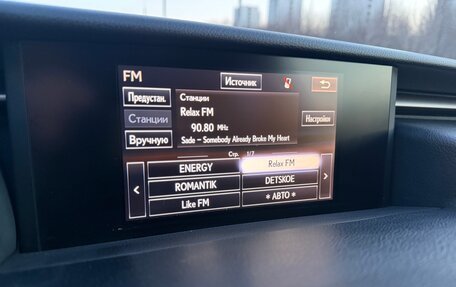 FM
Источник
Предустан.
Станции
Вручную
Станции
Relax FM
90.80 MHz
Sade - Somebody Already Broke My Heart
Настройки
Стр. 1/7
ENERGY
Relax FM
ROMANTIK
DETSKOE
Like FM
* АВТО *